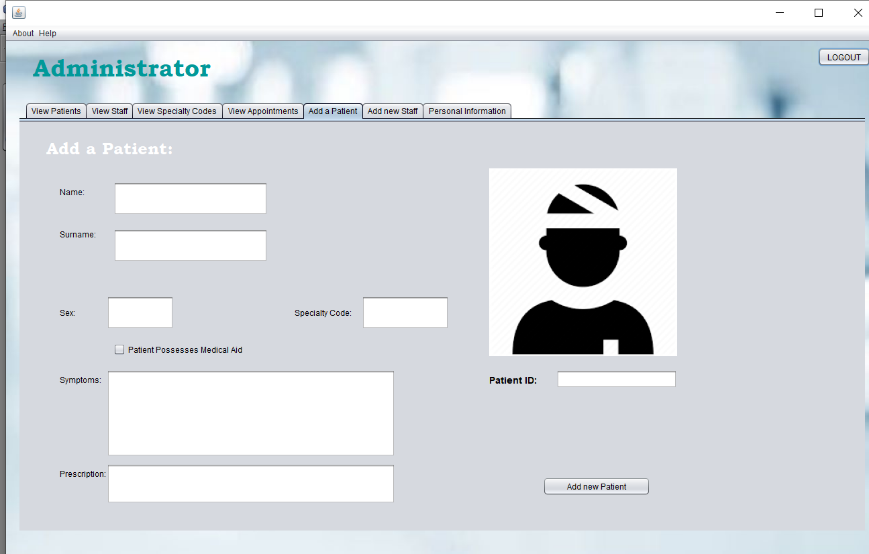 About Help
Administrator
LOGOUT
View Patients View Staff View Specialty Codes View Appointments Add a Patient Add new Staff Personal Information
Add a Patient:
Name:
Surname:
Sex:
Specialty Code:
Patient Possesses Medical Aid
Symptoms:
Patient ID:
Prescription:
Add new Patient